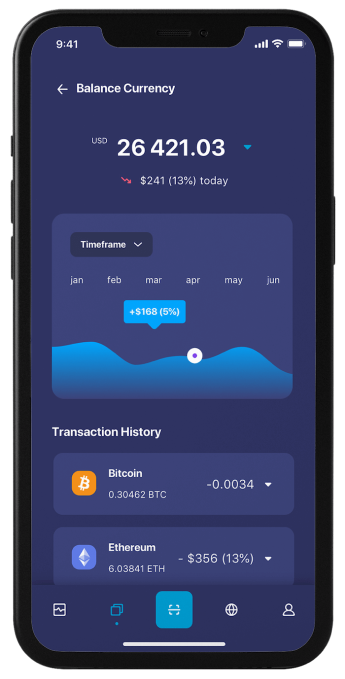 9:41
Balance Currency
USD 26 421.03
$241 (13%) today
Timeframe
jan feb mar apr may jun
+$168 (5%)
Transaction History
Bitcoin
-0.0034
0.30462 BTC
Ethereum
- $356 (13%)
6.03841 ETH